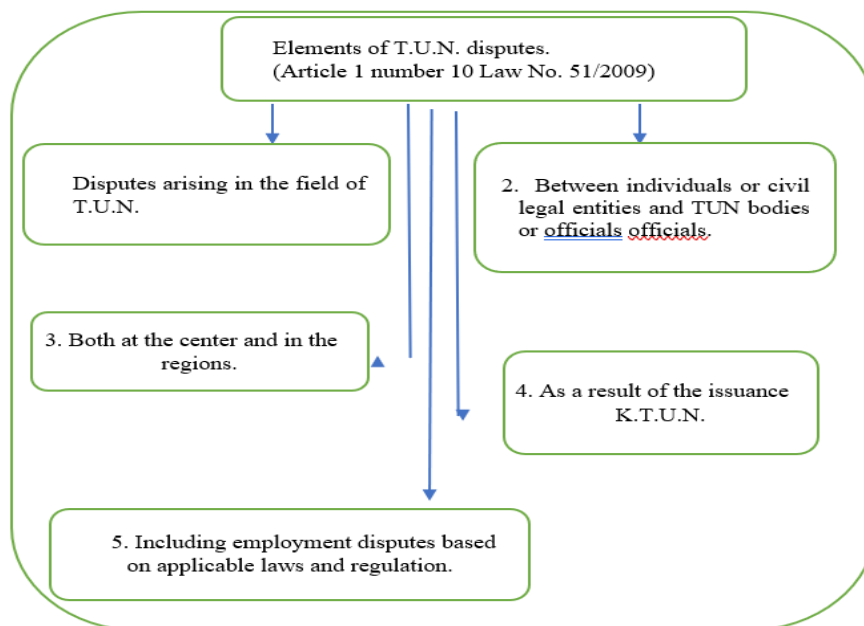 Elements of T.U.N. disputes.
(Article 1 number 10 Law No. 51/2009)
Disputes arising in the field of
T.U.N.
2. Between individuals or civil
legal entities and TUN bodies
or officials officials.
3. Both at the center and in the
regions.
4. As a result of the issuance
K.T.U.N.
5. Including employment disputes based
on applicable laws and regulation.